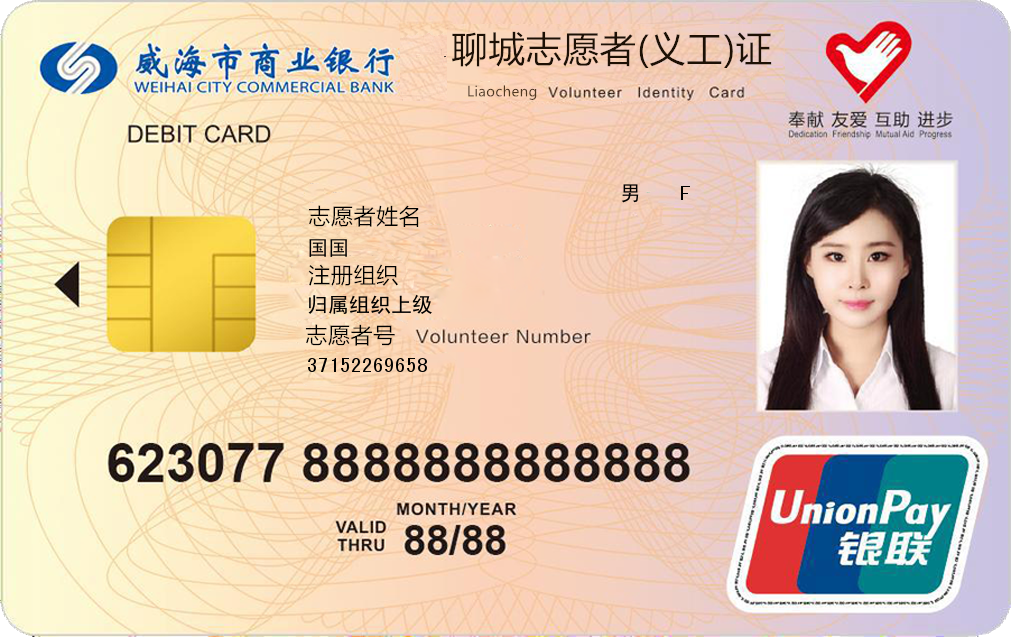 威海市商业银行
WEIHAI CITY COMMERCIAL BANK
DEBIT CARD
聊城志愿者(义工)证
Liaocheng Volunteer Identity Card
奉献 友爱 互助 进步
Dedication Friendship Mutual Aid Progress
男 F
志愿者姓名
国国
注册组织
归属组织上级
志愿者号 Volunteer Number
37152269658
623077 8888888888888
MONTH/YEAR
VALID THRU 88/88
UnionPay
银联